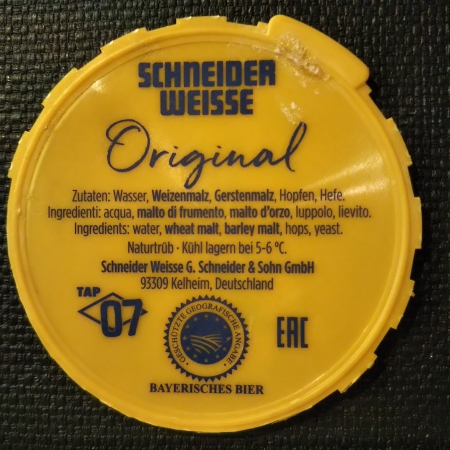 SCHNEIDER
WEISSE
Original
Zutaten: Wasser, Weizenmalz, Gerstenmalz, Hopfen, Hefe.
Ingredienti: acqua, malto di frumento, malto d'orzo, luppolo, lievito.
Ingredients: water, wheat malt, barley malt, hops, yeast.
Naturtrüb · Kühl lagern bei 5-6 °C.
Schneider Weisse G. Schneider & Sohn GmbH
93309 Kelheim, Deutschland
TAP
07
GESCHÜTZTE GEOGRAFISCHE ANGABE
EAC
BAYERISCHES BIER